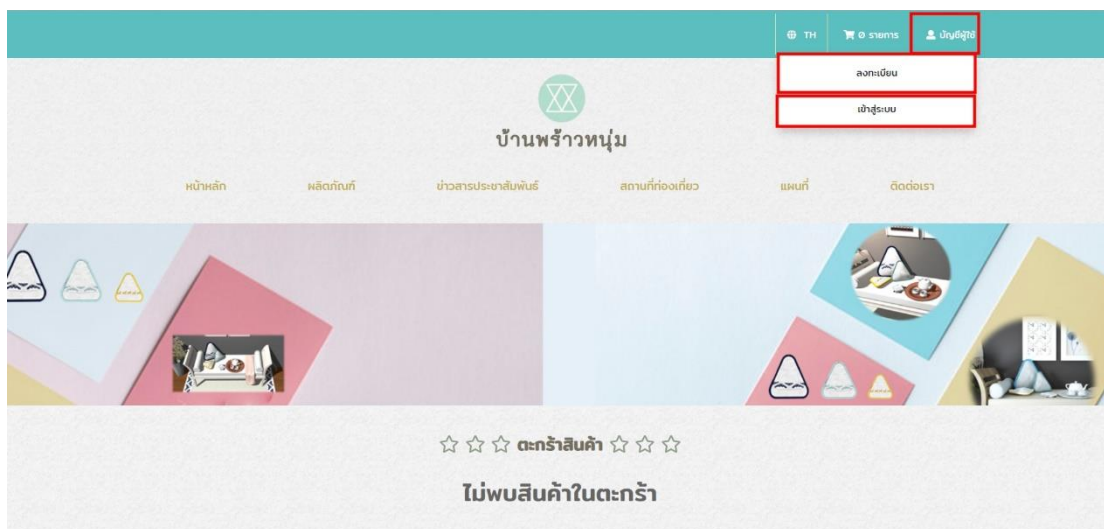 TH 0 รายการ บัญชีผู้ใช้
ลงทะเบียน
เข้าสู่ระบบ
บ้านพร้าวหนุ่ม
หน้าหลัก ผลิตภัณฑ์ ข่าวสารประชาสัมพันธ์ สถานที่ท่องเที่ยว แผนที่ ติดต่อเรา
ตะกร้าสินค้า
ไม่พบสินค้าในตะกร้า